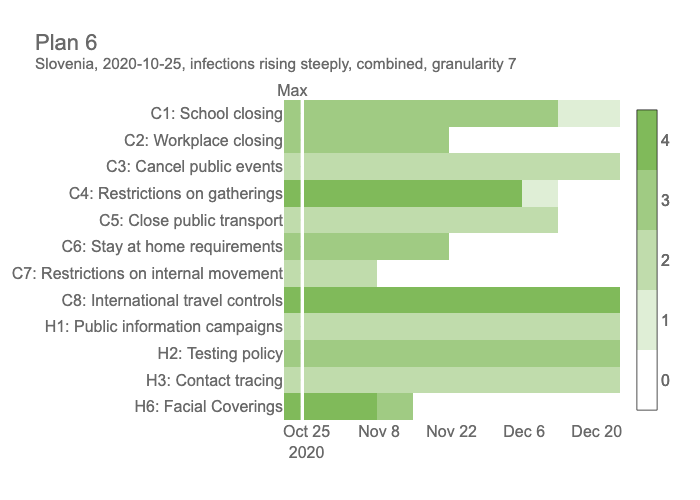 Plan 6
Slovenia, 2020-10-25, infections rising steeply, combined, granularity 7
Max
C1: School closing
C2: Workplace closing
C3: Cancel public events
C4: Restrictions on gatherings
C5: Close public transport
C6: Stay at home requirements
C7: Restrictions on internal movement
C8: International travel controls
H1: Public information campaigns
H2: Testing policy
H3: Contact tracing
H6: Facial Coverings
Oct 25 Nov 8 Nov 22 Dec 6 Dec 20
2020
4
3
2
1
0